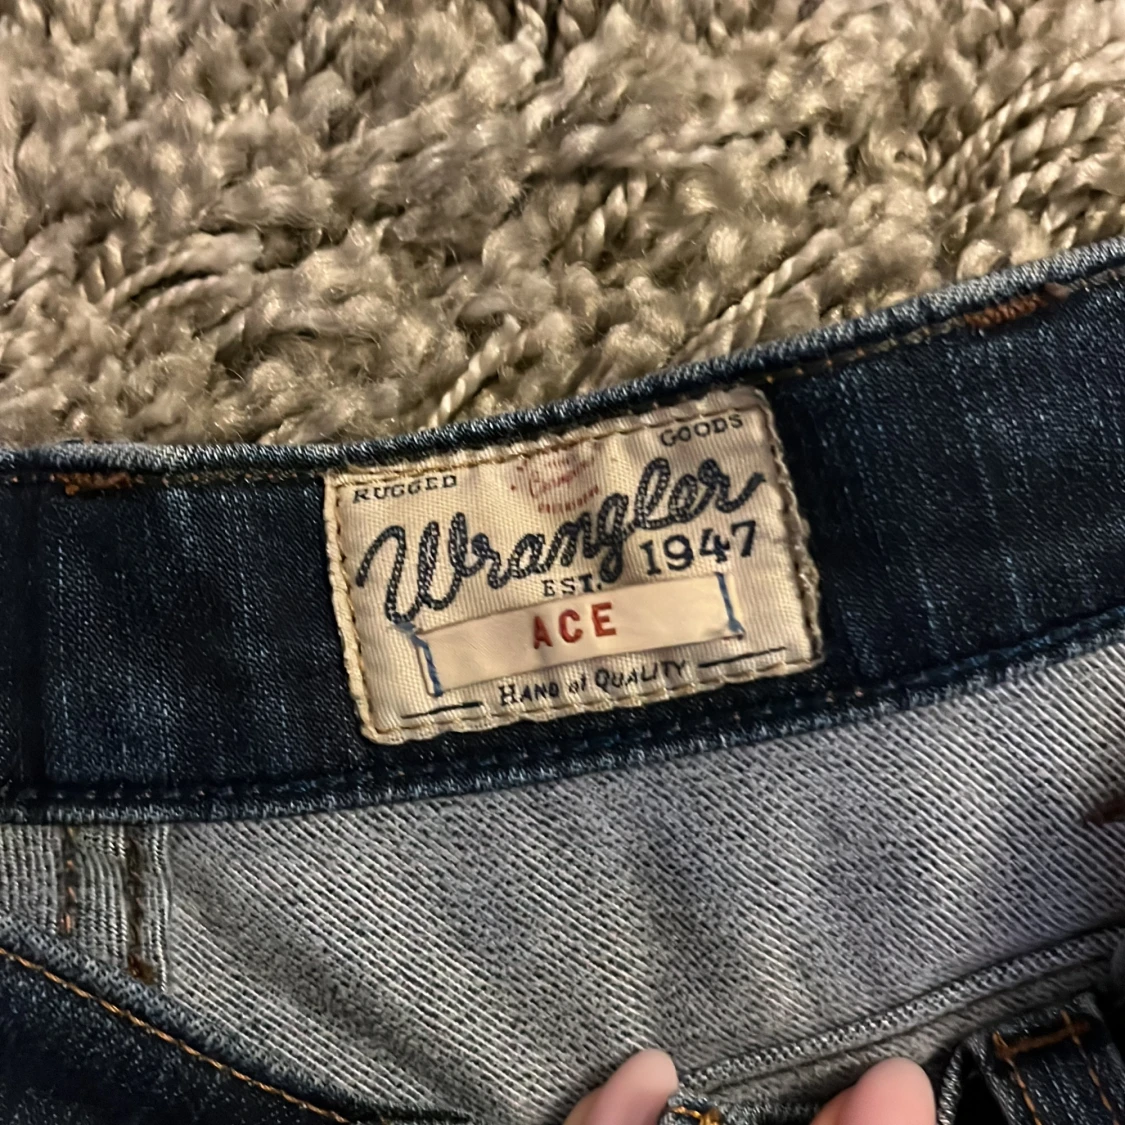 RUGGED GOODS
Wrangler
EST. 1947
ACE
HAND of QUALITY